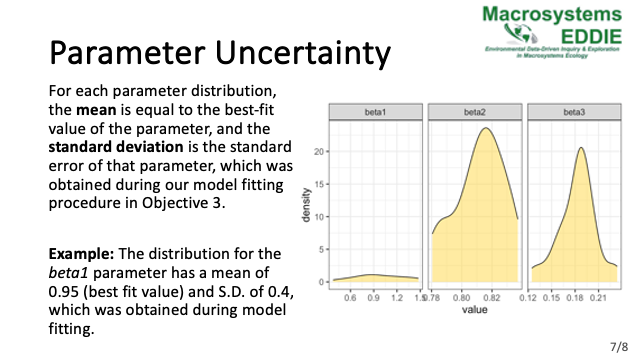 Macrosystems
EDDIE
Environmental Data-Driven Inquiry & Exploration
in Macrosystems Ecology
Parameter Uncertainty
For each parameter distribution,
the mean is equal to the best-fit
value of the parameter, and the
standard deviation is the standard
error of that parameter, which was
obtained during our model fitting
procedure in Objective 3.
Example: The distribution for the
beta1 parameter has a mean of
0.95 (best fit value) and S.D. of 0.4,
which was obtained during model
fitting.
beta1 beta2 beta3
density
20
15
10
5
0
0.6 0.9 1.2 1.5 0.78 0.80 0.82 0.12 0.15 0.18 0.21
value
7/8